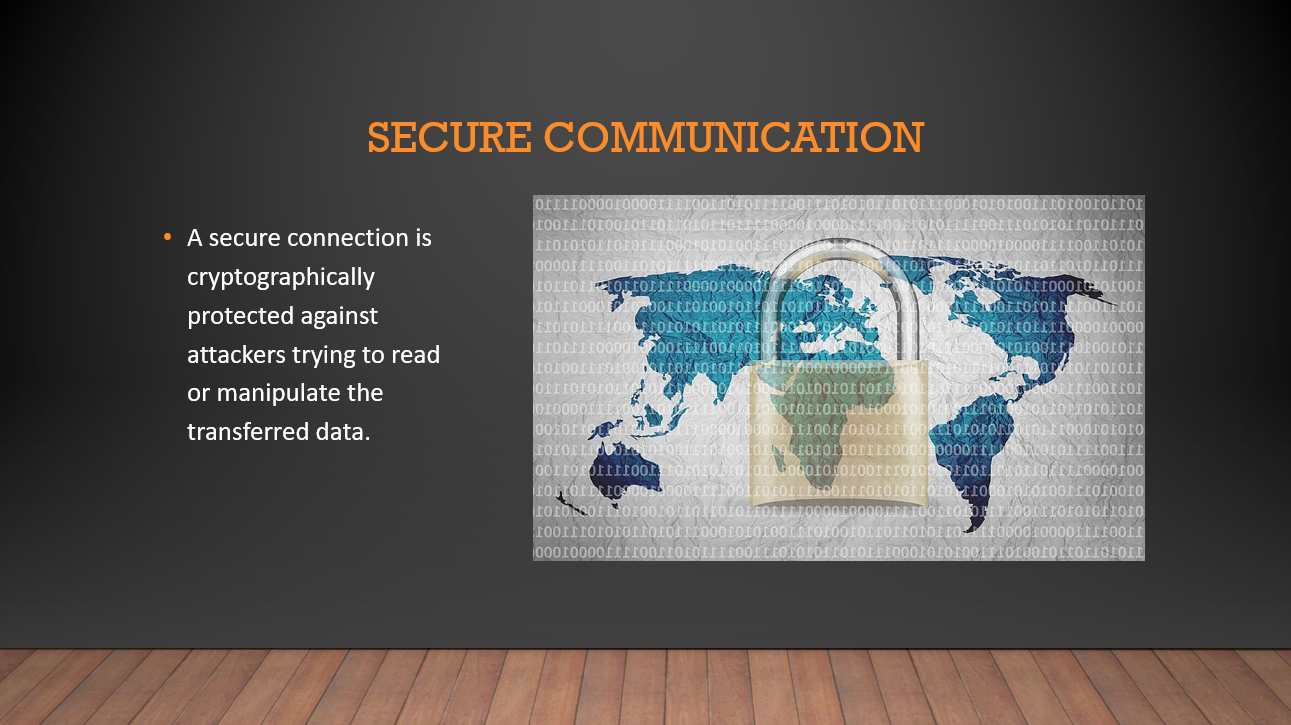 SECURE COMMUNICATION
• A secure connection is
cryptographically
protected against
attackers trying to read
or manipulate the
transferred data.